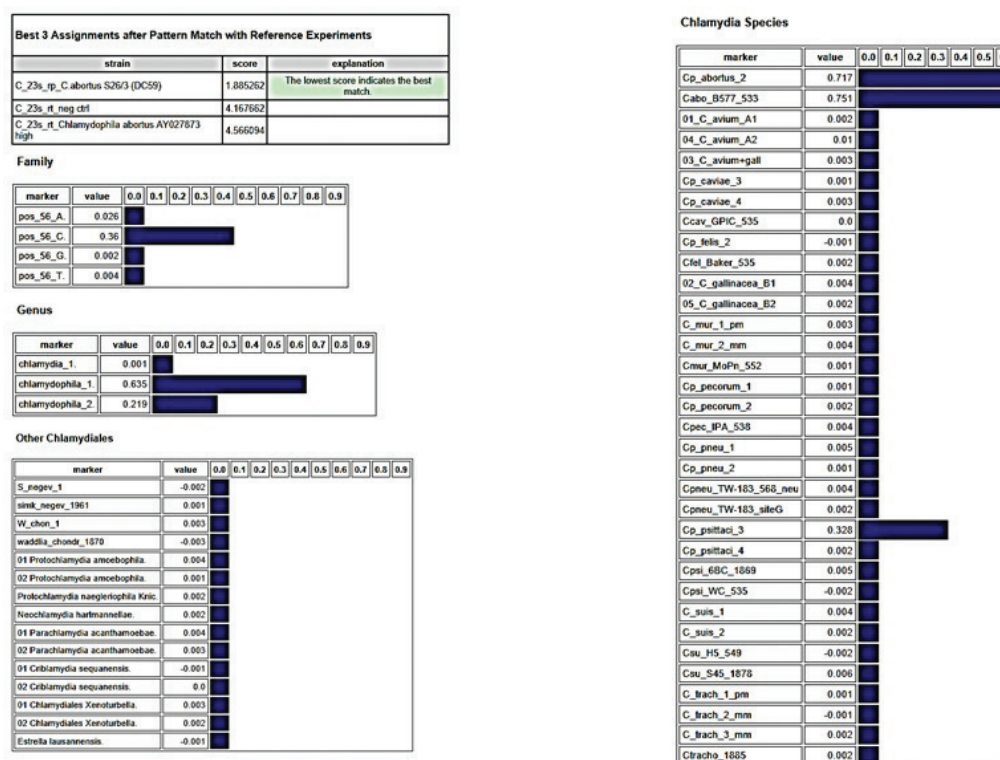 Best 3 Assignments after Pattern Match with Reference Experiments
strain score explanation
C_23s_rp_C.abortus S26/3 (DC59) 1.885262 The lowest score indicates the best match.
C_23s_rt_neg ctrl 4.167662
C_23s_rt_Chlamydophila abortus AY027873 high 4.566094
Family
marker value 0.0 0.1 0.2 0.3 0.4 0.5 0.6 0.7 0.8 0.9
pos_56_A. 0.026
pos_56_C. 0.36
pos_56_G. 0.002
pos_56_T. 0.004
Genus
marker value 0.0 0.1 0.2 0.3 0.4 0.5 0.6 0.7 0.8 0.9
chlamydia_1. 0.001
chlamydophila_1. 0.635
chlamydophila_2. 0.219
Other Chlamydiales
marker value 0.0 0.1 0.2 0.3 0.4 0.5 0.6 0.7 0.8 0.9
S_negev_1 -0.002
simk_negev_1961 0.001
W_chon_1 0.003
waddlia_chondr_1870 -0.003
01 Protochlamydia amoebophila. 0.004
02 Protochlamydia amoebophila. 0.001
Protochlamydia naegleriophila Knic. 0.002
Neochlamydia hartmannellae. 0.002
01 Parachlamydia acanthamoebae. 0.004
02 Parachlamydia acanthamoebae. 0.003
01 Criblamydia sequanensis. -0.001
02 Criblamydia sequanensis. 0.0
01 Chlamydiales Xenoturbella. 0.003
02 Chlamydiales Xenoturbella. 0.002
Estrella lausannensis. -0.001
Chlamydia Species
marker value 0.0 0.1 0.2 0.3 0.4 0.5
Cp_abortus_2 0.717
Cabo_B577_533 0.751
01_C_avium_A1 0.002
04_C_avium_A2 0.01
03_C_avium+gall 0.003
Cp_caviae_3 0.001
Cp_caviae_4 0.003
Ccav_GPIC_535 0.0
Cp_felis_2 -0.001
Cfel_Baker_535 0.002
02_C_gallinacea_B1 0.004
05_C_gallinacea_B2 0.002
C_mur_1_pm 0.003
C_mur_2_mm 0.004
Cmur_MoPn_552 0.001
Cp_pecorum_1 0.001
Cp_pecorum_2 0.002
Cpec_IPA_538 0.004
Cp_pneu_1 0.005
Cp_pneu_2 0.001
Cpneu_TW-183_568_neu 0.004
Cpneu_TW-183_sileG 0.002
Cp_psittaci_3 0.328
Cp_psittaci_4 0.002
Cpsi_6BC_1869 0.005
Cpsi_WC_535 -0.002
C_suis_1 0.004
C_suis_2 0.002
Csu_H5_549 -0.002
Csu_S45_1878 0.006
C_trach_1_pm 0.001
C_trach_2_mm -0.001
C_trach_3_mm 0.002
Ctracho_1885 0.002